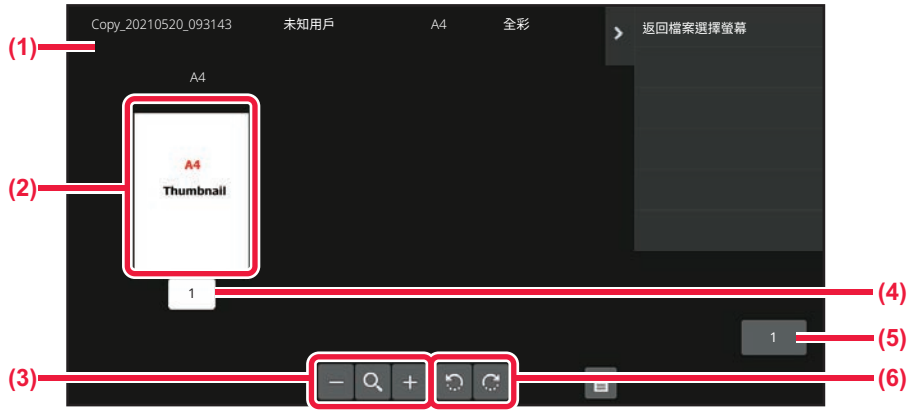 Copy_20210520_093143 未知用戶 A4 全彩 返回檔案選擇螢幕
(1)
A4
A4
(2)
Thumbnail
1
(4)
1
(5)
(3)
(6)